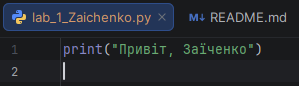 lab_1_Zaichenko.py × README.md
1 print("Привіт, Заїченко")
2